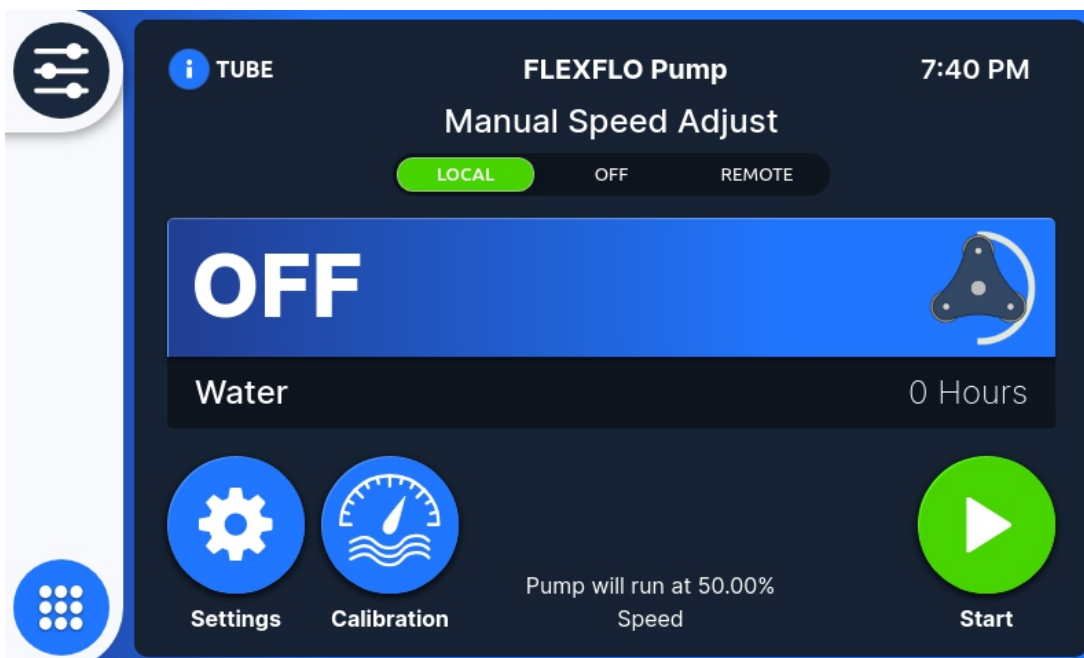 i TUBE FLEXFLO Pump 7:40 PM
Manual Speed Adjust
LOCAL OFF REMOTE
OFF
Water 0 Hours
Pump will run at 50.00%
Speed
Settings Calibration Start